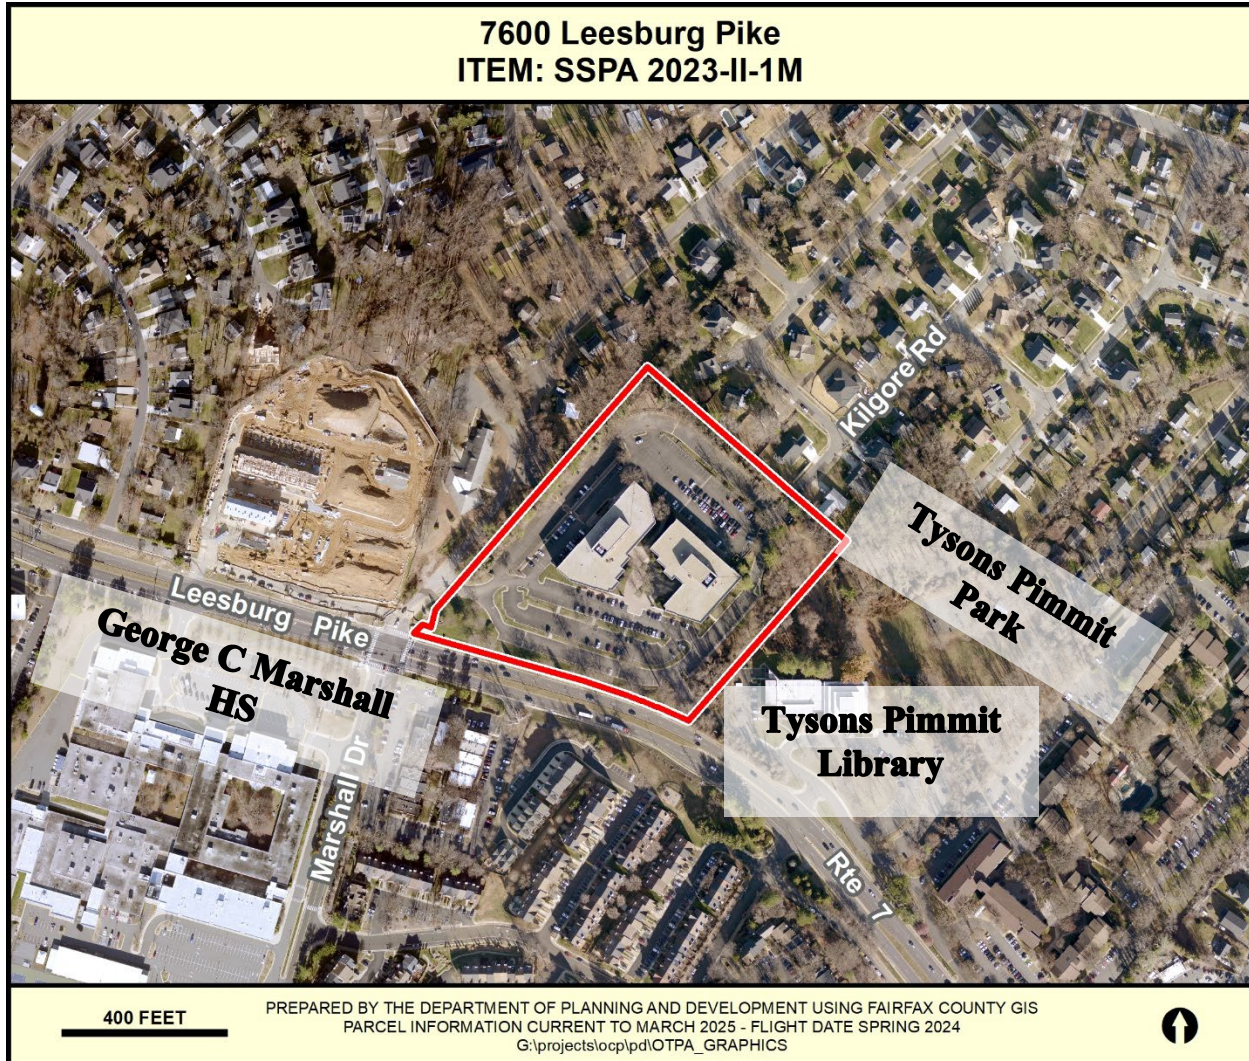 7600 Leesburg Pike
ITEM: SSPA 2023-II-1M
Kilgore Rd
Tysons Pimmit
Park
Leesburg Pike
George C Marshall
HS
Tysons Pimmit
Library
Marshall Dr
Rte 7
400 FEET
PREPARED BY THE DEPARTMENT OF PLANNING AND DEVELOPMENT USING FAIRFAX COUNTY GIS
PARCEL INFORMATION CURRENT TO MARCH 2025 - FLIGHT DATE SPRING 2024
G:\projects\ocp\pd\OTPA_GRAPHICS